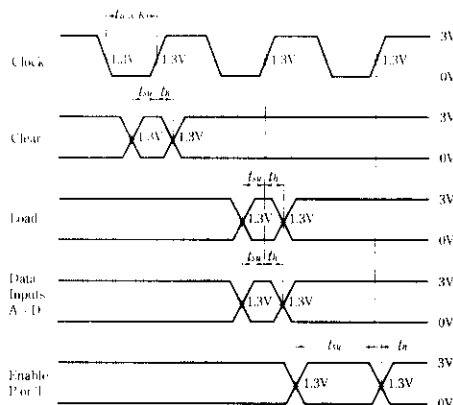 3V
Clock 1.3V 1.3V 1.3V 1.3V
0V
tsu th
3V
Clear 1.3V 1.3V
0V
tsu th
3V
Load 1.3V 1.3V
0V
tsu th
Data
Inputs
A - D
3V
1.3V 1.3V
0V
tsu th
3V
Enable
P or T
1.3V 1.3V
0V